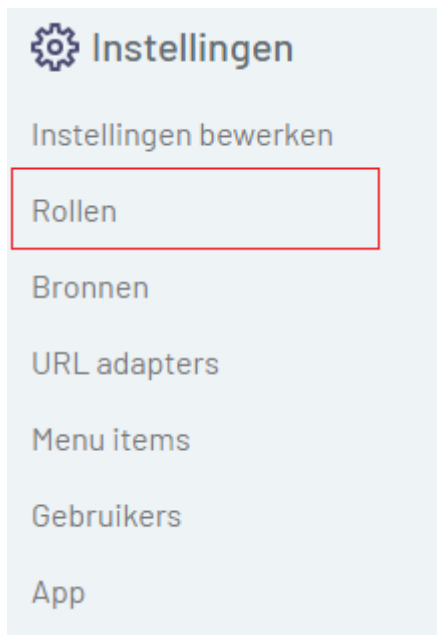 Instellingen
Instellingen bewerken
Rollen
Bronnen
URL adapters
Menu items
Gebruikers
App